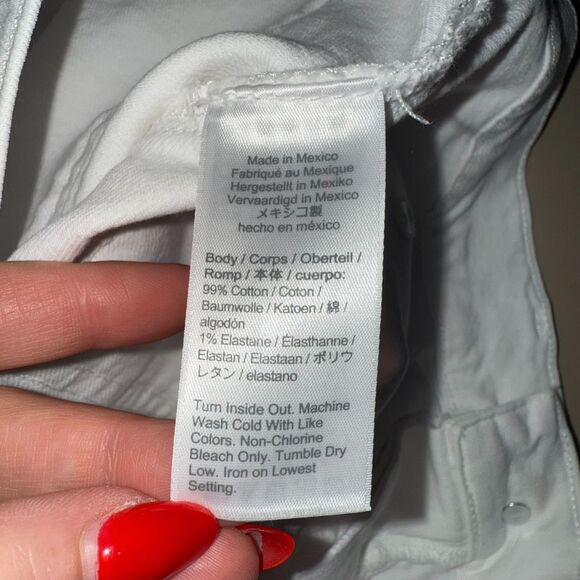 Made in Mexico
Fabriqué au Mexique
Hergestellt in Mexiko
Vervaardigd in Mexico
メキシコ製
hecho en méxico
Body / Corps / Oberteil /
Romp / 本体 / cuerpo:
99% Cotton / Coton /
Baumwolle / Katoen / 綿 /
algodón
1% Elastane / Élasthanne /
Elastan / Elastaan / ポリウ
レタン / elastano
Turn Inside Out. Machine
Wash Cold With Like
Colors. Non-Chlorine
Bleach Only. Tumble Dry
Low. Iron on Lowest
Setting.